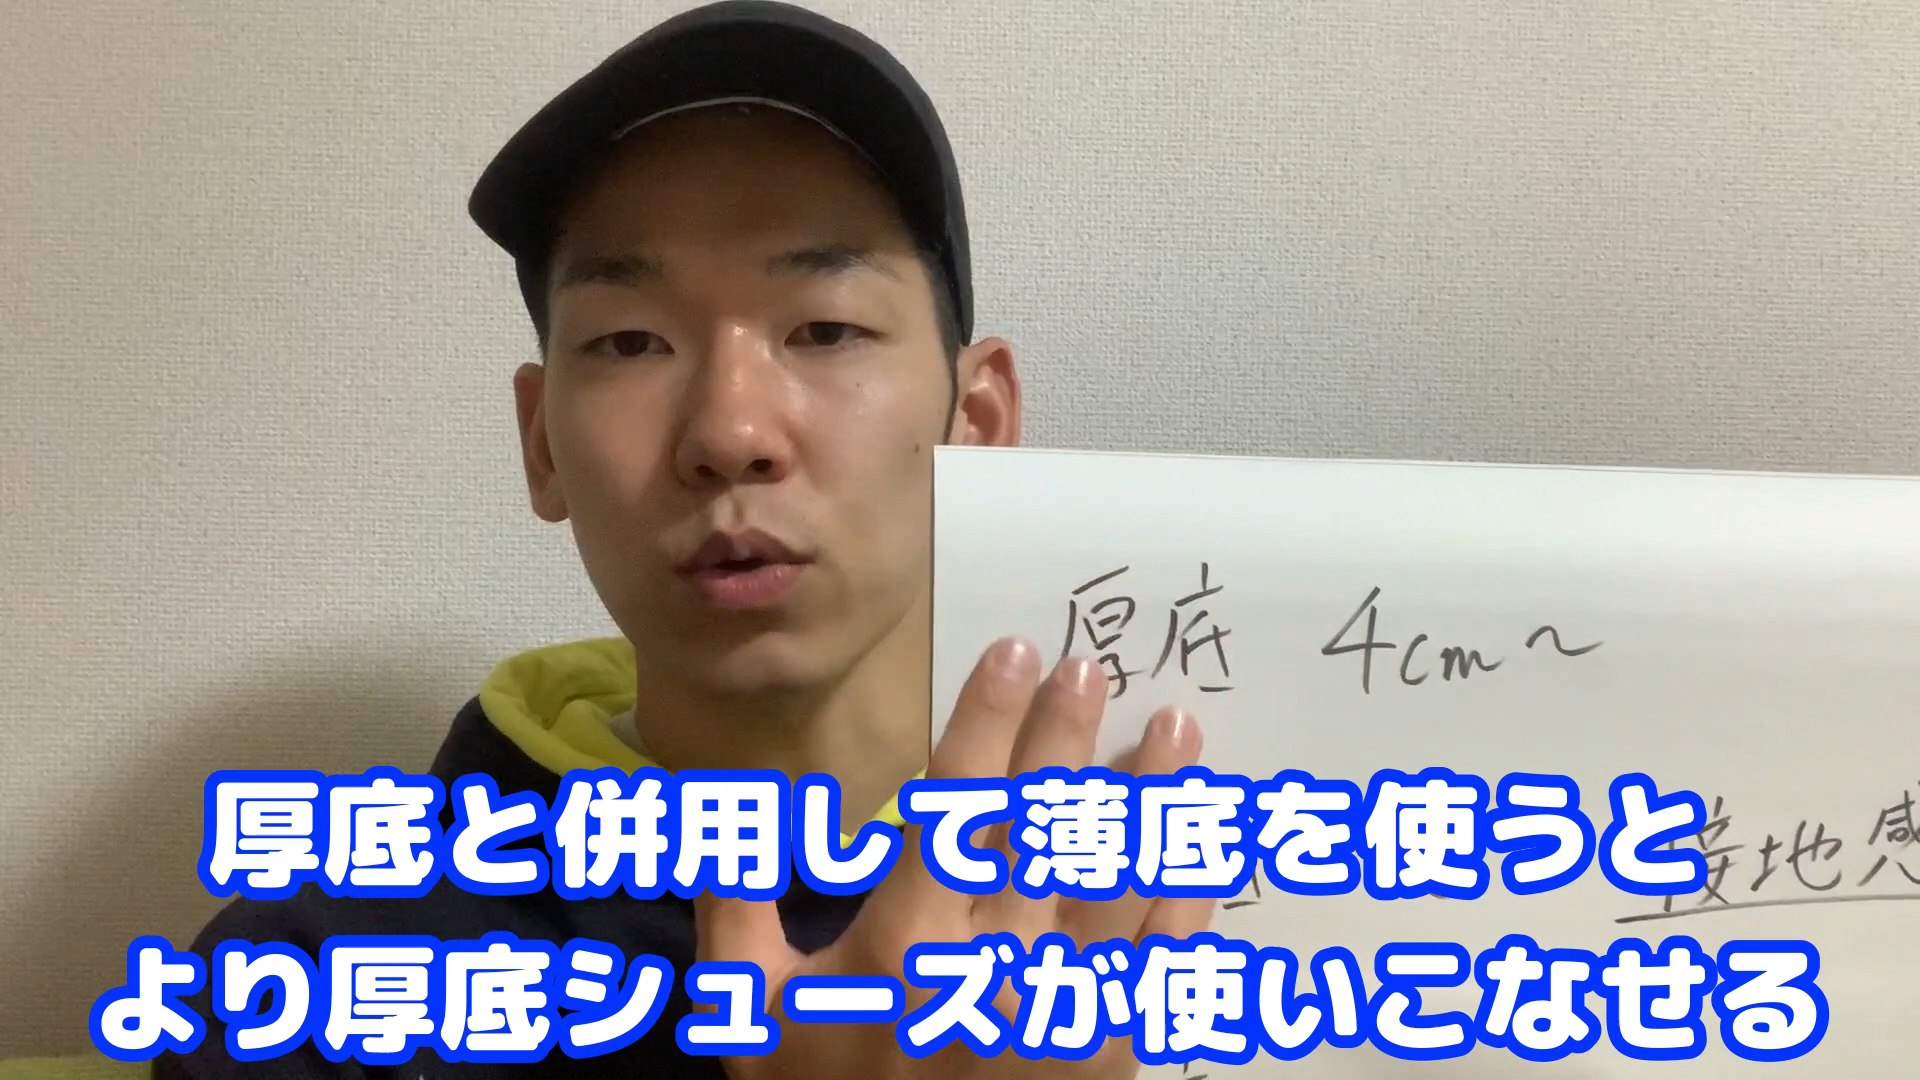 厚底 4cm～
接地感
厚底と併用して薄底を使うと
より厚底シューズが使いこなせる